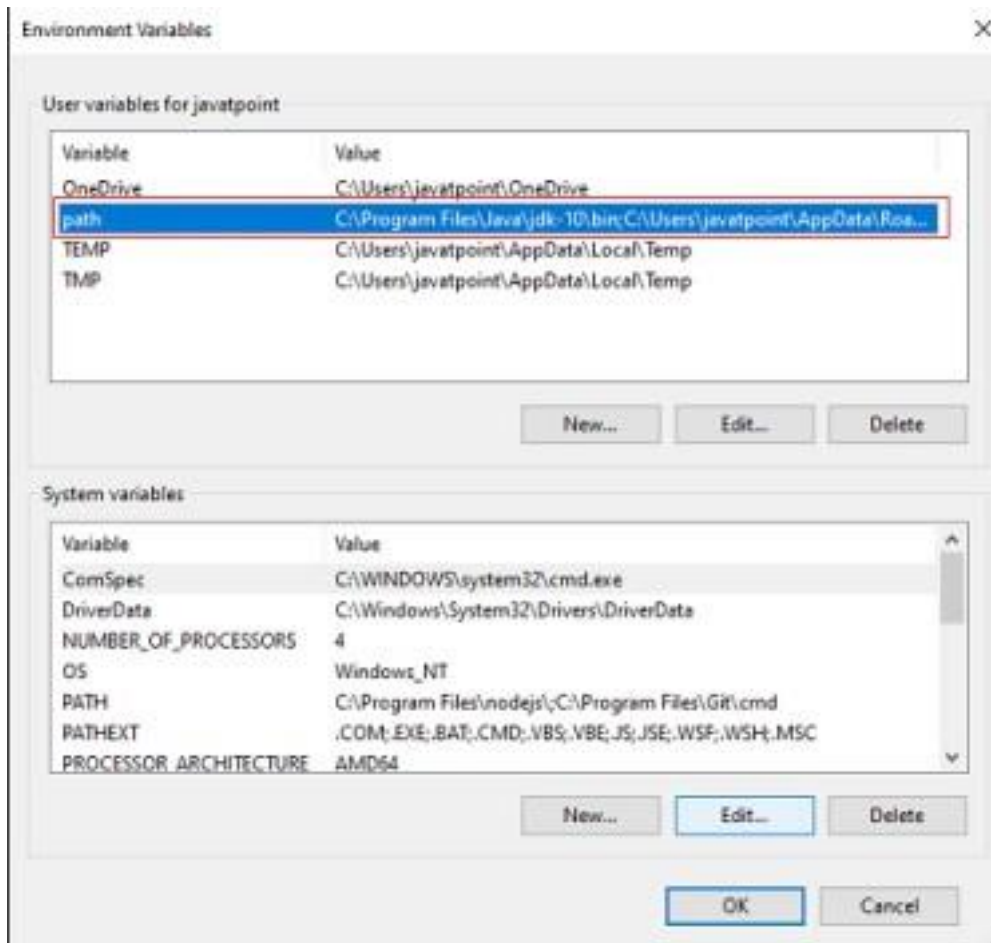 Environment Variables
User variables for javatpoint
Variable Value
OneDrive C:\Users\javatpoint\OneDrive
path C:\Program Files\Java\jdk-10\bin;C:\Users\javatpoint\AppData\Roa...
TEMP C:\Users\javatpoint\AppData\Local\Temp
TMP C:\Users\javatpoint\AppData\Local\Temp
New... Edit... Delete
System variables
Variable Value
ComSpec C:\WINDOWS\system32\cmd.exe
DriverData C:\Windows\System32\Drivers\DriverData
NUMBER_OF_PROCESSORS 4
OS Windows_NT
PATH C:\Program Files\nodejs\;C:\Program Files\Git\cmd
PATHEXT .COM;.EXE;.BAT;.CMD;.VBS;.VBE;.JS;.JSE;.WSF;.WSH;.MSC
PROCESSOR_ARCHITECTURE AMD64
New... Edit... Delete
OK Cancel